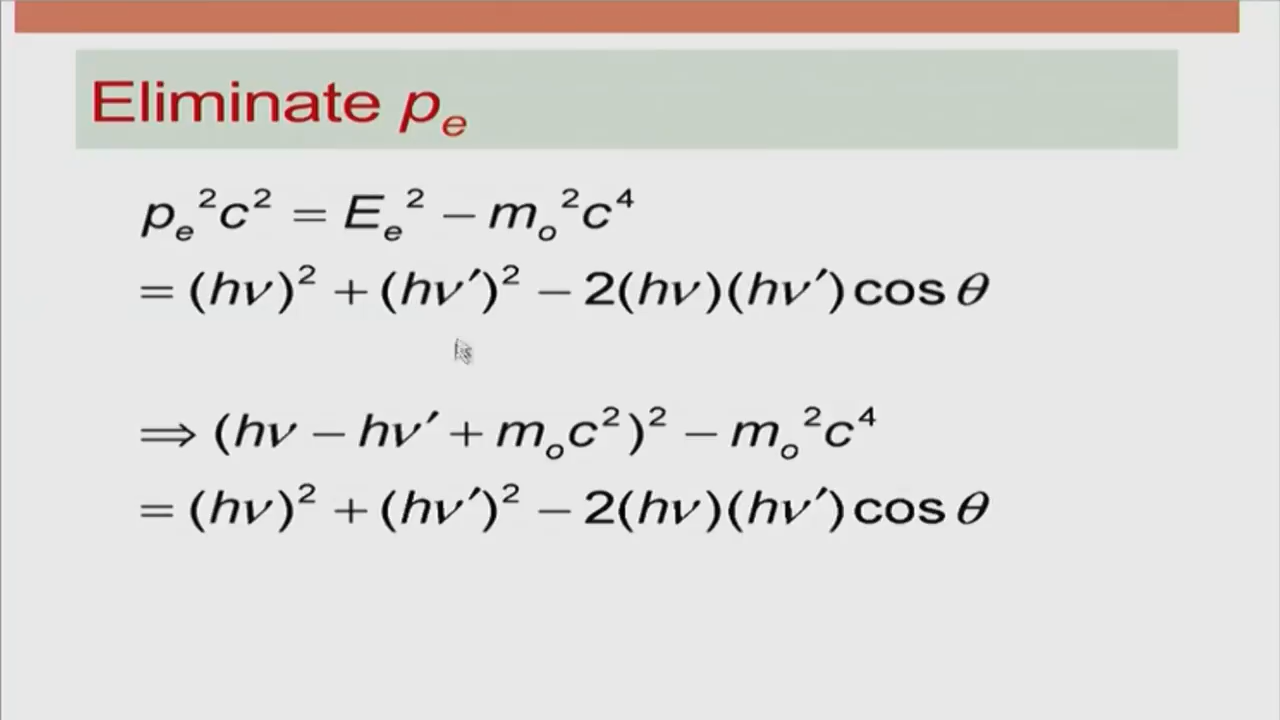 Eliminate pₑ
pₑ²c² = Eₑ² − mₒ²c⁴
= (hν)² + (hν′)² − 2(hν)(hν′)cos θ
⇒ (hν − hν′ + mₒc²)² − mₒ²c⁴
= (hν)² + (hν′)² − 2(hν)(hν′)cos θ